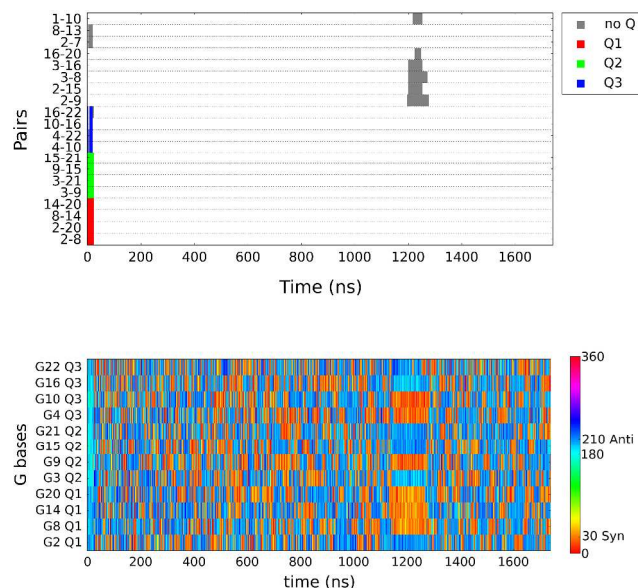 1-10
8-13
2-7
16-20
3-16
3-8
2-15
2-9
16-22
10-16
4-22
4-10
15-21
9-15
3-21
3-9
14-20
8-14
2-20
2-8
Pairs
0 200 400 600 800 1000 1200 1400 1600
Time (ns)
no Q
Q1
Q2
Q3
G22 Q3
G16 Q3
G10 Q3
G4 Q3
G21 Q2
G15 Q2
G9 Q2
G3 Q2
G20 Q1
G14 Q1
G8 Q1
G2 Q1
G bases
0 200 400 600 800 1000 1200 1400 1600
time (ns)
360
210 Anti
180
30 Syn
0